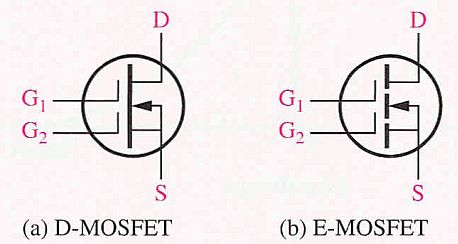 D D
G₁ G₁
G₂ G₂
S S
(a) D-MOSFET (b) E-MOSFET